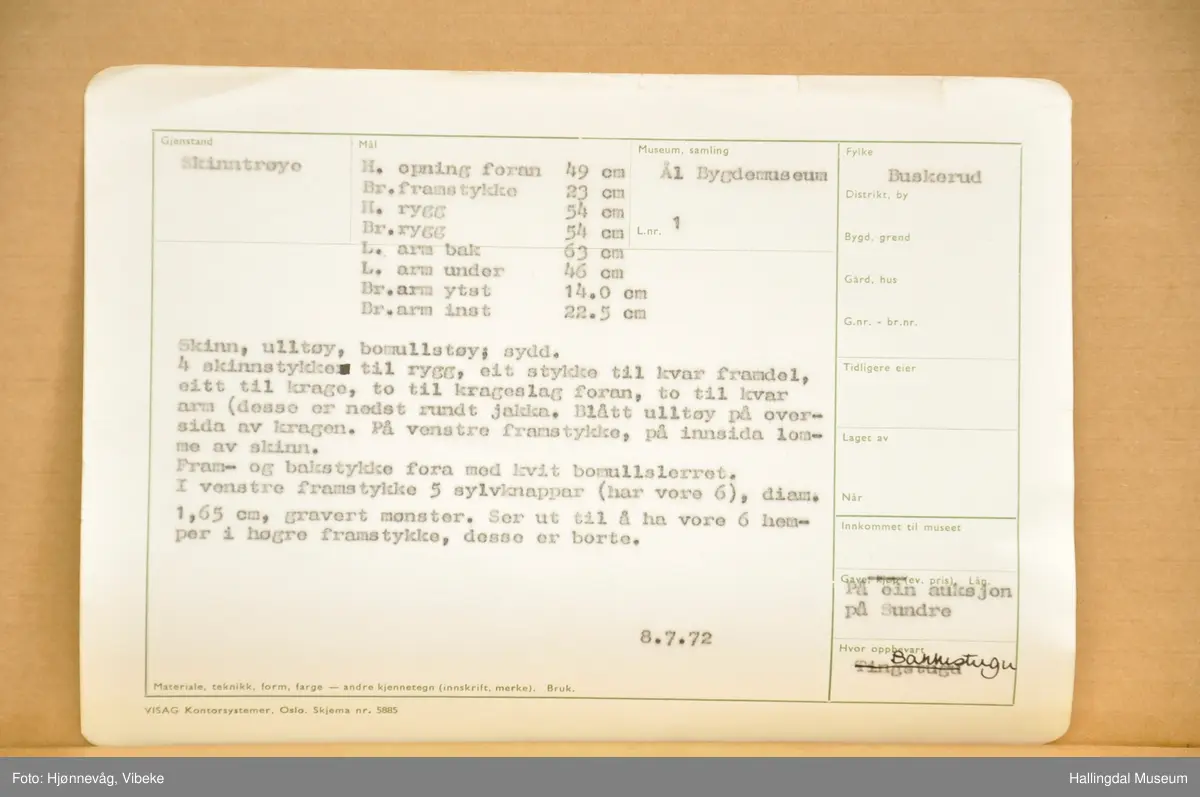 Gjenstand
Skinntrøye
Mål
H. opning foran 49 cm
Br.framstykke 23 cm
H. rygg 54 cm
Br.rygg 54 cm
L. arm bak 63 cm
L. arm under 46 cm
Br.arm ytst 14.0 cm
Br.arm inst 22.5 cm
Museum, samling
Ål Bygdemuseum
L.nr. 1
Fylke
Buskerud
Distrikt, by
Bygd, grend
Gård, hus
G.nr. - br.nr.
Tidligere eier
Laget av
Når
Innkommet til museet
Gave, kjøp (ev. pris). Lån.
På ein auksjon
på Sundre
Hvor oppbevart
Tingstugu
Bakkestugu
Skinn, ulltøy, bomullstøy; sydd.
4 skinnstykke til rygg, eit stykke til kvar framdel,
eitt til krage, to til krageslag foran, to til kvar
arm (desse er nedst rundt jakka. Blått ulltøy på over-
sida av kragen. På venstre framstykke, på innsida lom-
me av skinn.
Fram- og bakstykke fora med kvit bomullslerret.
I venstre framstykke 5 sylvknappar (har vore 6), diam.
1,65 cm, gravert mønster. Ser ut til å ha vore 6 hem-
per i høgre framstykke, desse er borte.
8.7.72
Materiale, teknikk, form, farge — andre kjennetegn (innskrift, merke). Bruk.
VISAG Kontorsystemer, Oslo. Skjema nr. 5885
Foto: Hjønnevåg, Vibeke
Hallingdal Museum